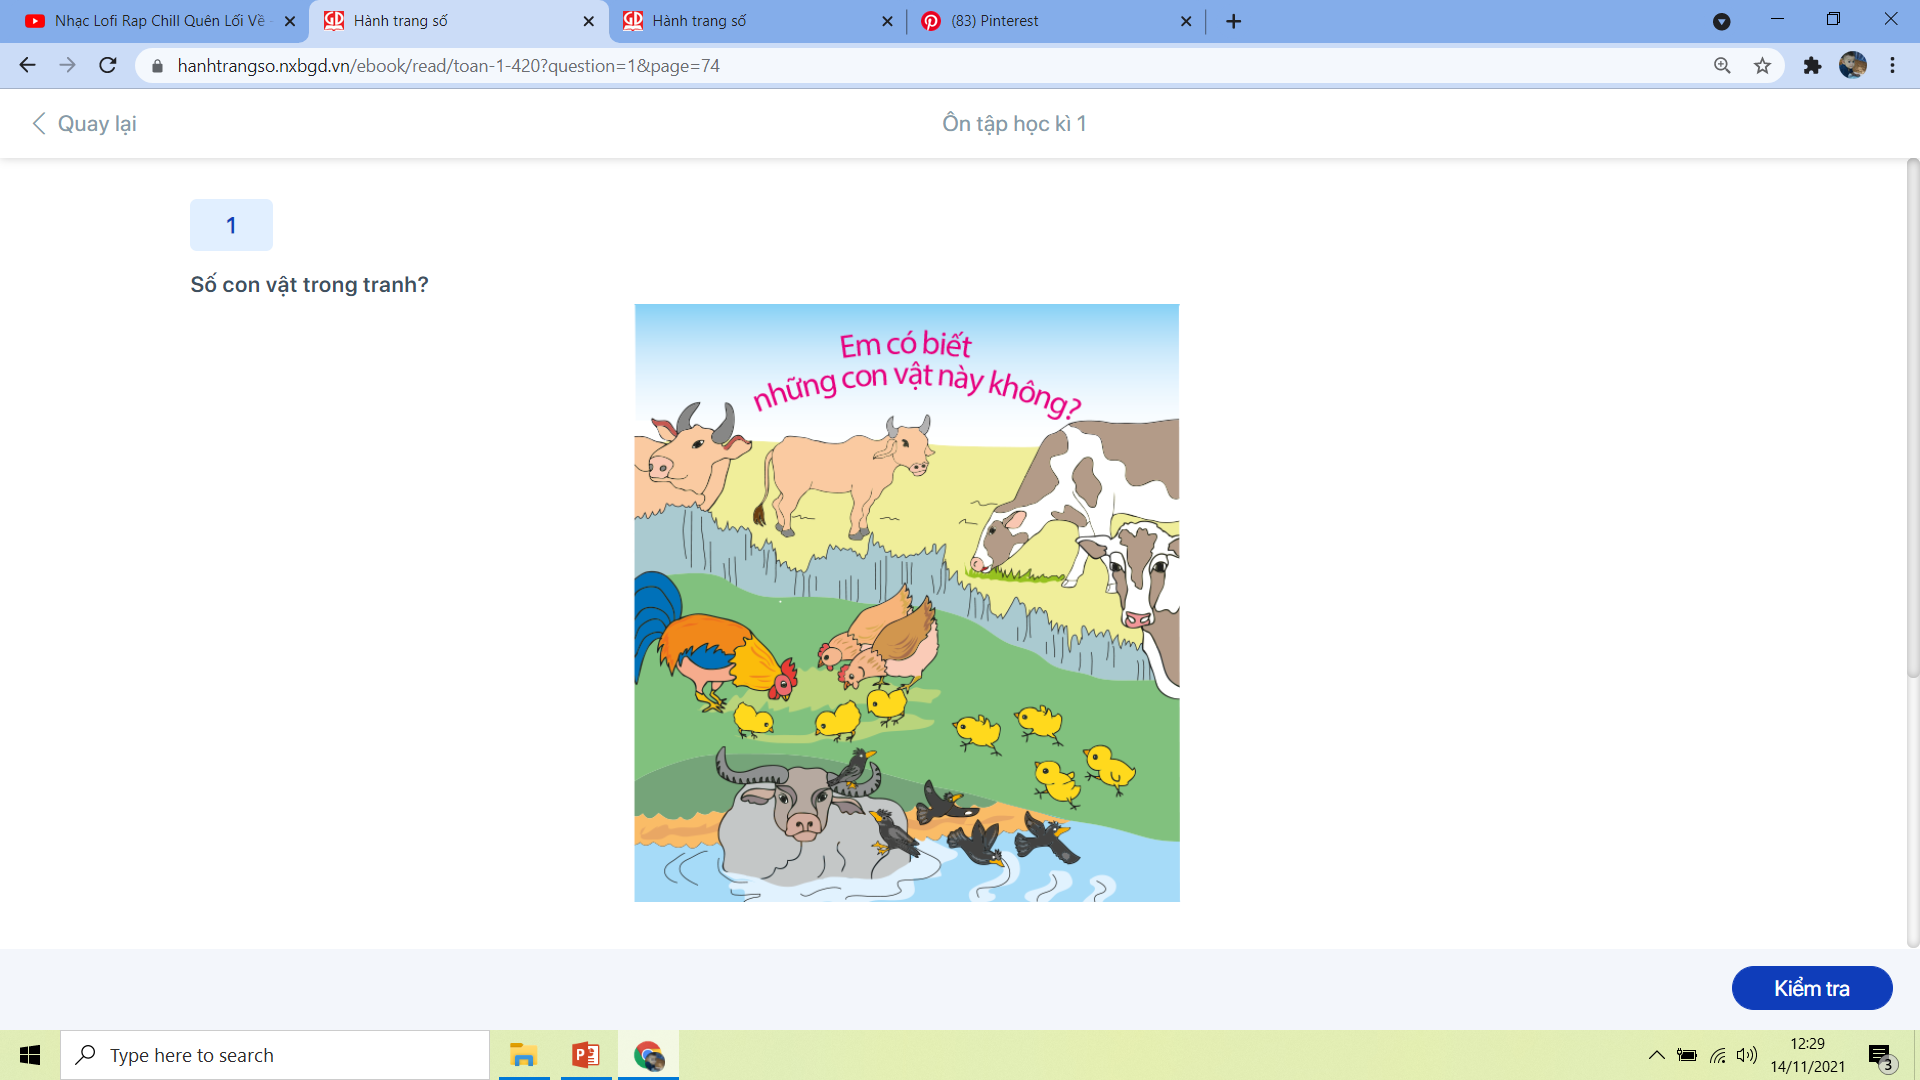 Nhạc Lofi Rap Chill Quên Lối Về
Hành trang số
Hành trang số
(83) Pinterest
hanhtrangso.nxbgd.vn/ebook/read/toan-1-420?question=1&page=74
Quay lại
Ôn tập học kì 1
1
Số con vật trong tranh?
Em có biết
những con vật này không?
Kiểm tra
Type here to search
12:29
14/11/2021
3